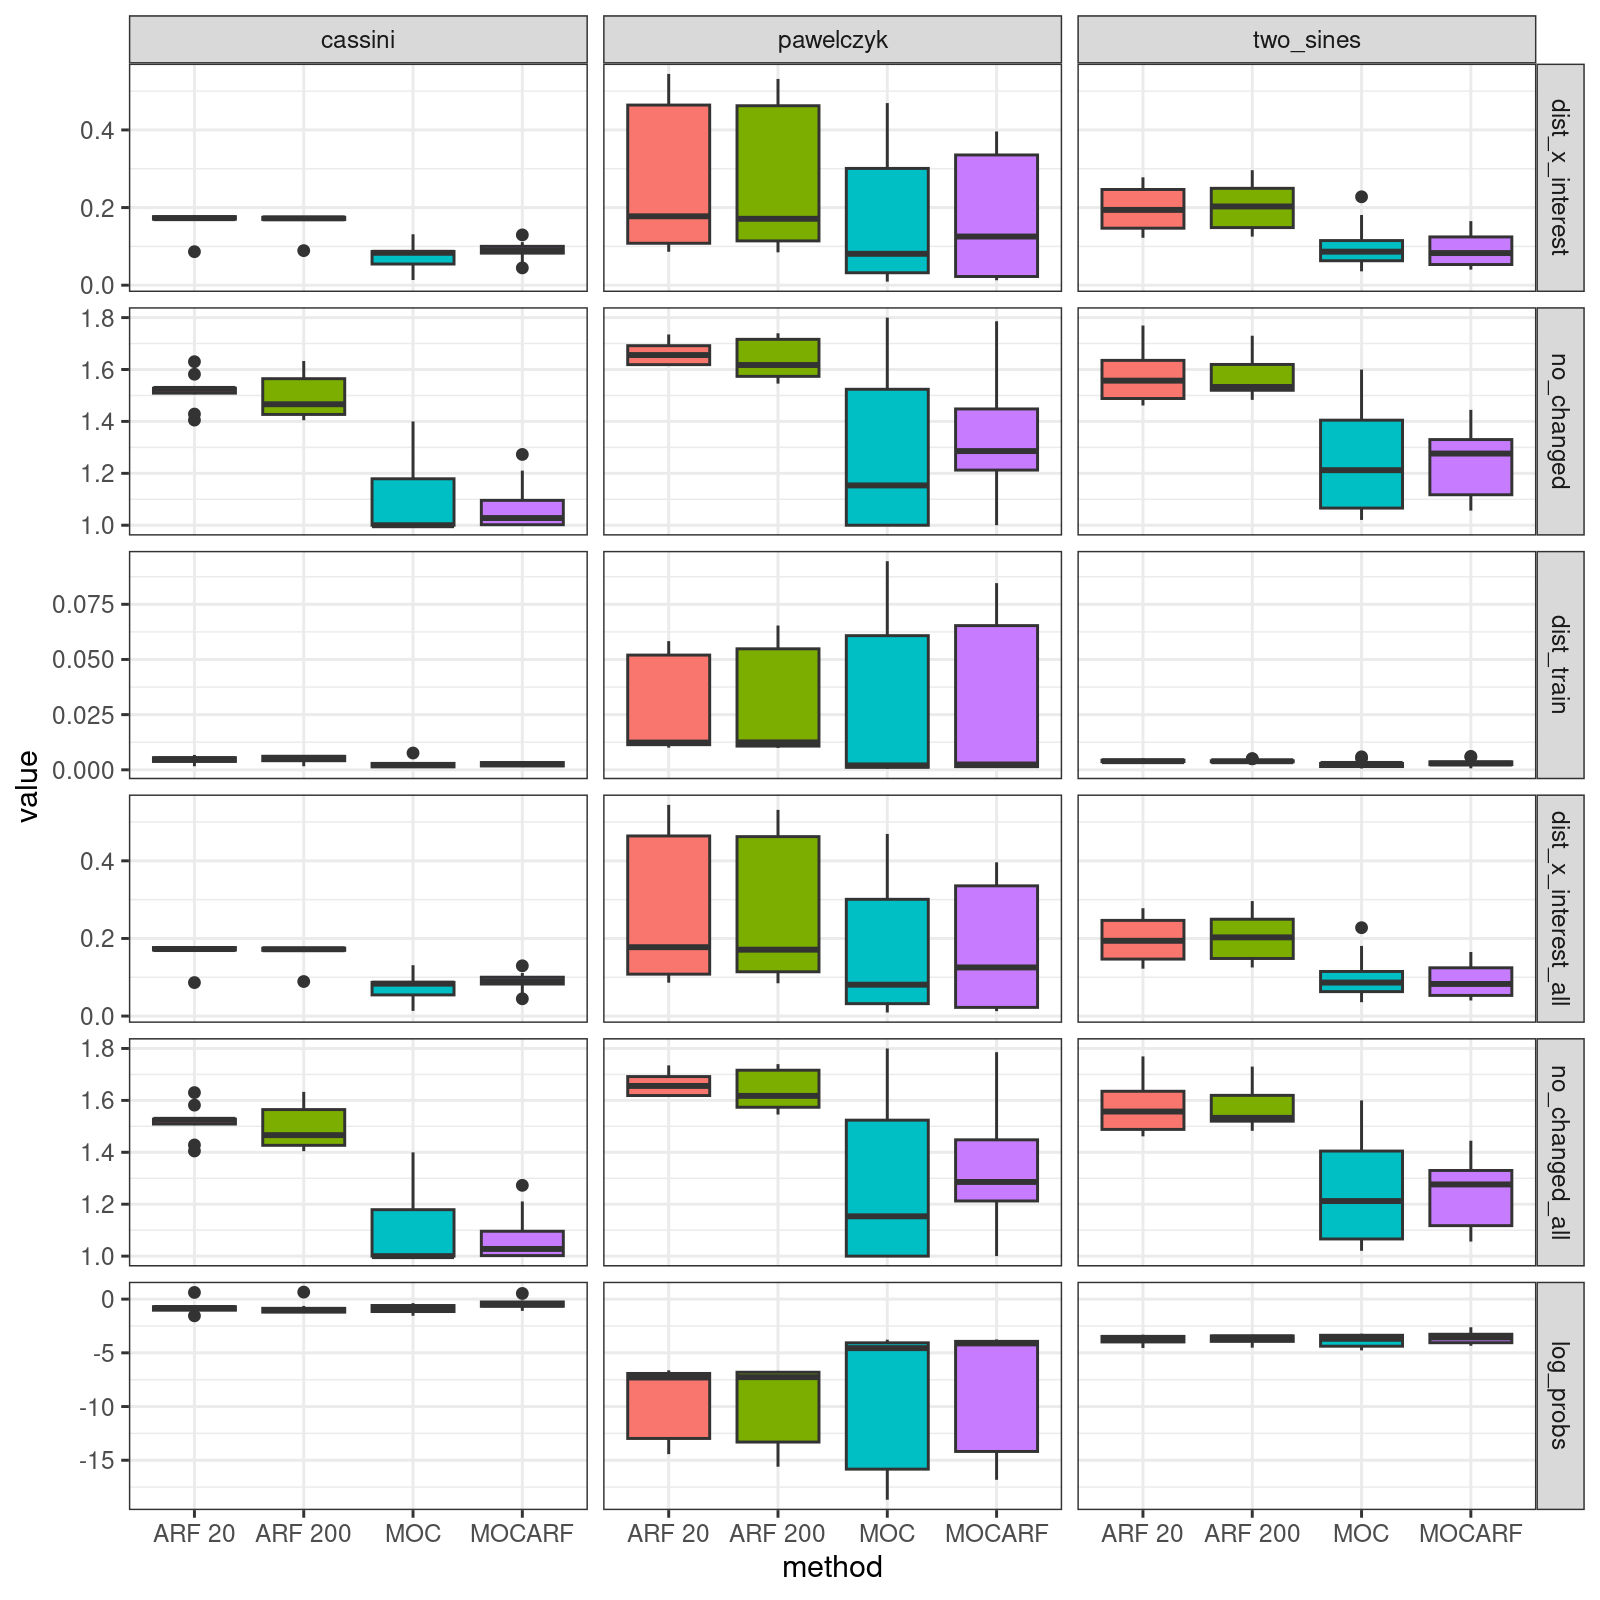 cassini pawelczyk two_sines
0.4
0.2
0.0
dist_x_interest
1.8
1.6
1.4
1.2
1.0
no_changed
0.075
0.050
0.025
0.000
dist_train
value
0.4
0.2
0.0
dist_x_interest_all
1.8
1.6
1.4
1.2
1.0
no_changed_all
0
-5
-10
-15
log_probs
ARF 20 ARF 200 MOC MOCARF ARF 20 ARF 200 MOC MOCARF ARF 20 ARF 200 MOC MOCARF
method